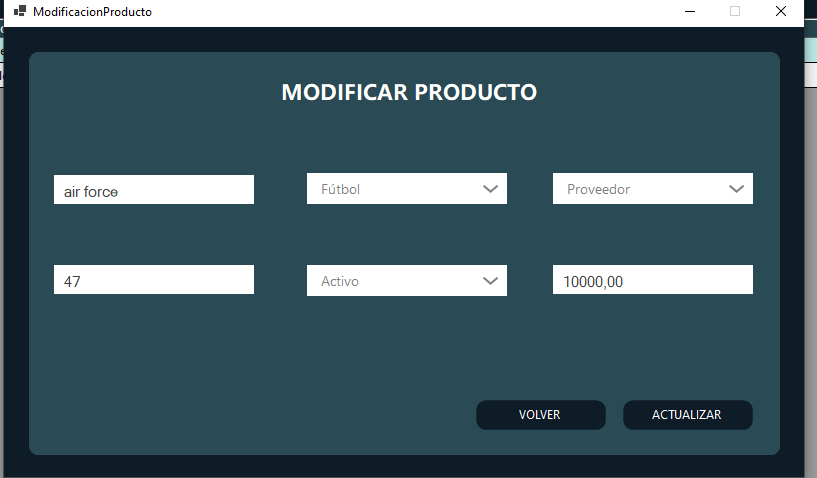 ModificacionProducto
MODIFICAR PRODUCTO
air force
Fútbol
Proveedor
47
Activo
10000,00
VOLVER
ACTUALIZAR